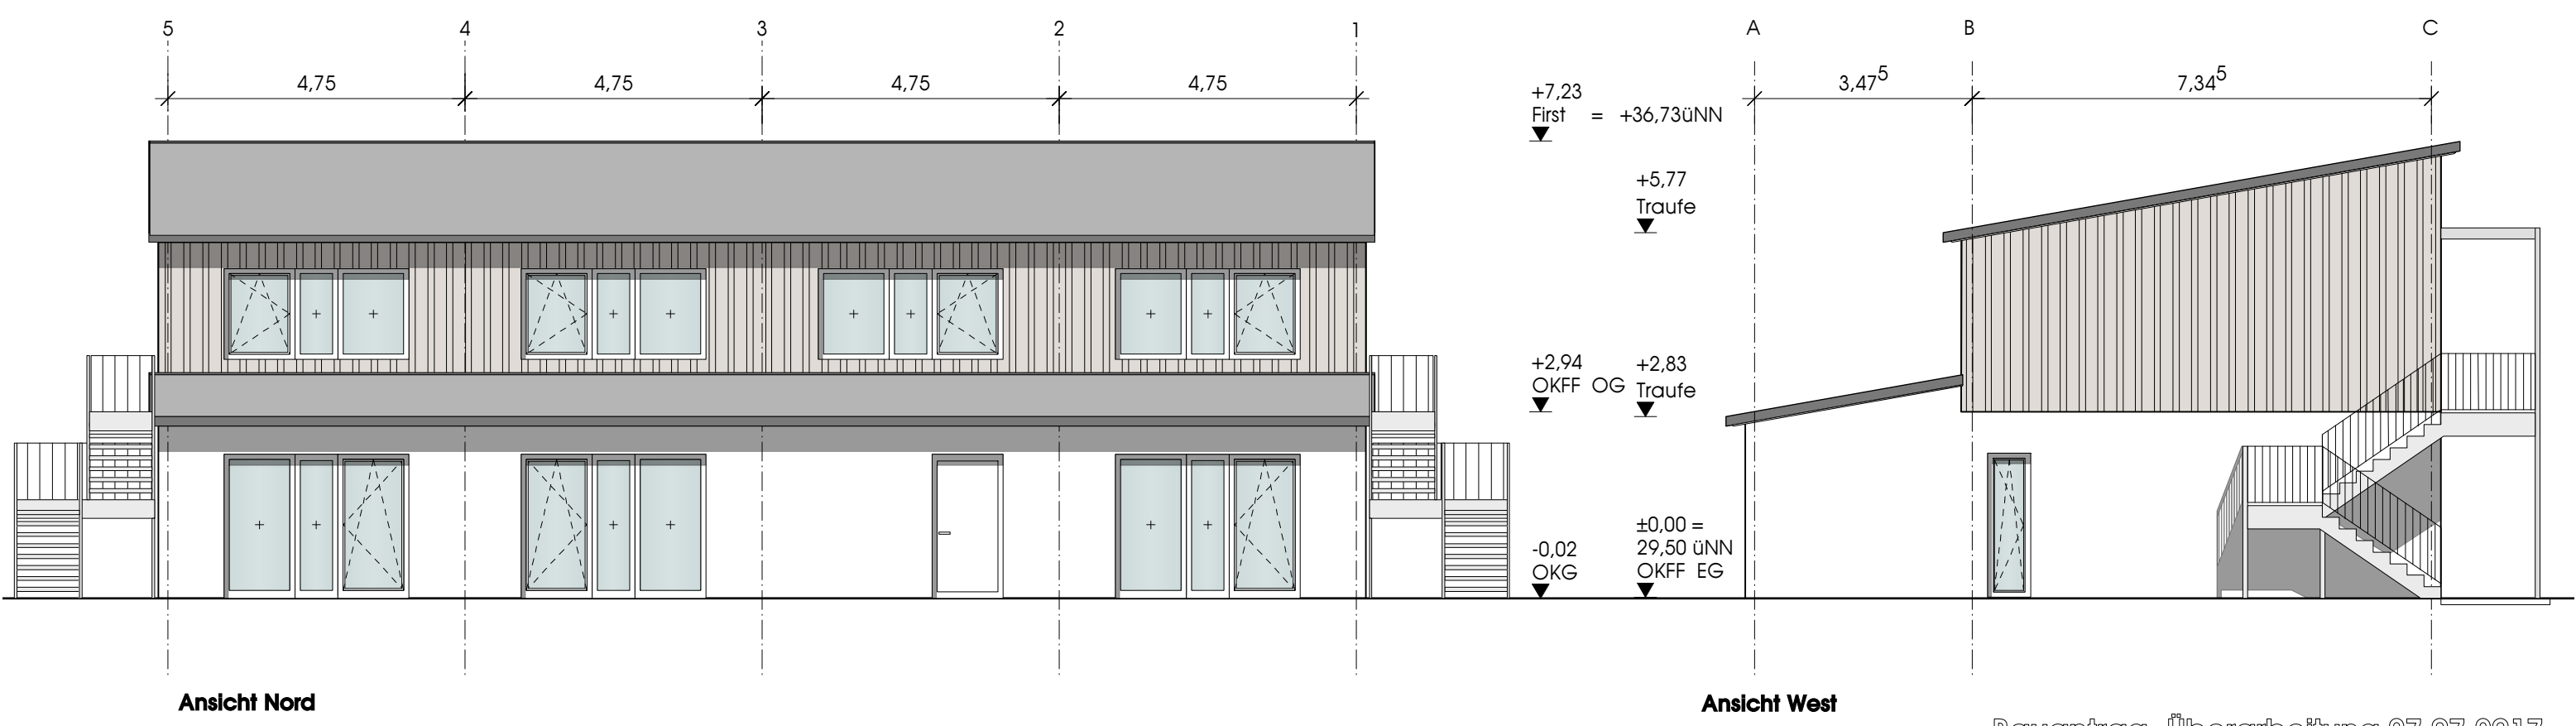 5 4 3 2 1
4,75 4,75 4,75 4,75
+7,23
First = +36,73üNN
+5,77
Traufe
+2,94
OKFF OG
+2,83
Traufe
-0,02
OKG
±0,00 =
29,50 üNN
OKFF EG
Ansicht Nord
A B C
3,47⁵ 7,34⁵
Ansicht West
Bauantrag Überarbeitung